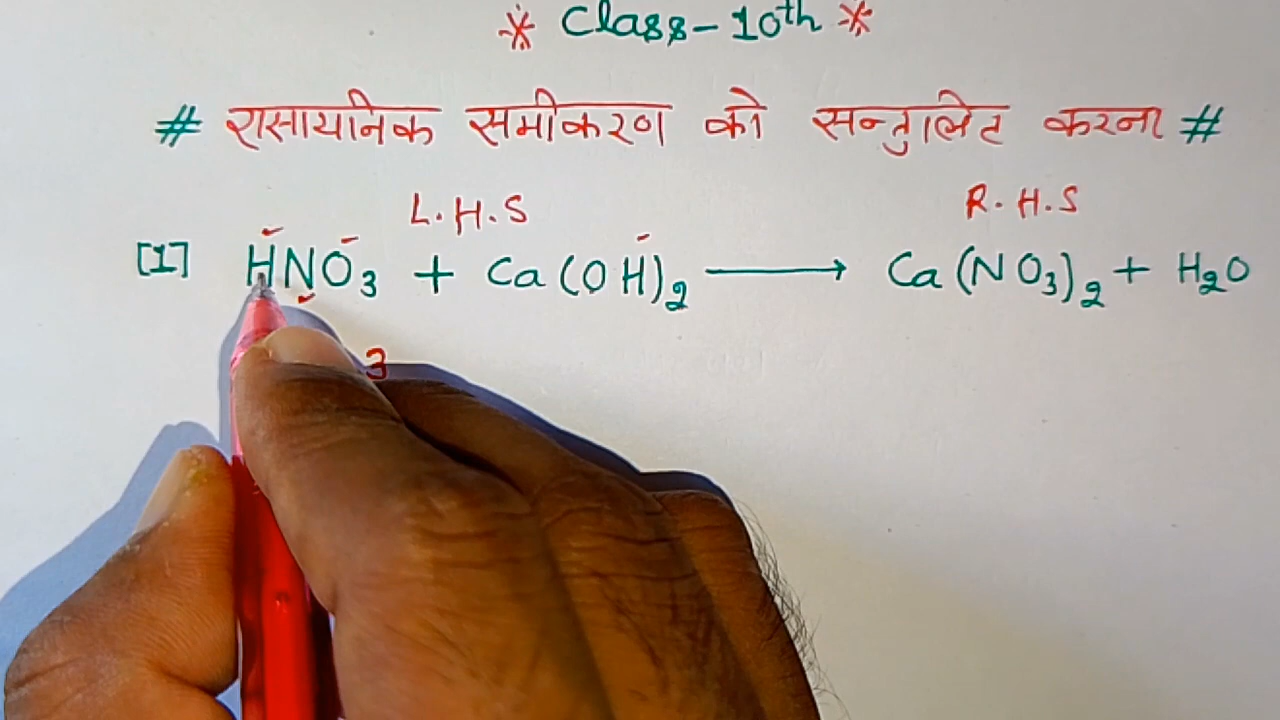 * Class-10th *
# रासायनिक समीकरण को सन्तुलित करना #
L.H.S R.H.S
[1] HNO₃ + Ca(OH)₂ ⟶ Ca(NO₃)₂ + H₂O
3